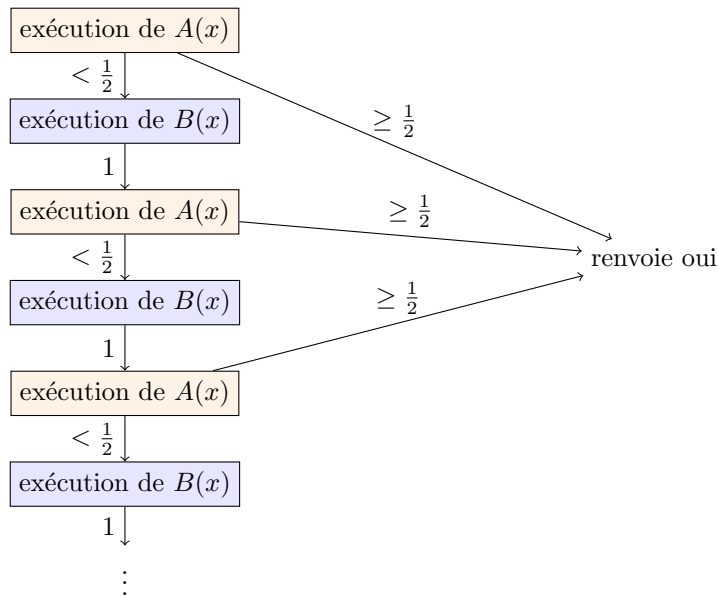 exécution de A(x)
< 1/2
≥ 1/2
exécution de B(x)
1
exécution de A(x)
≥ 1/2
< 1/2
renvoie oui
exécution de B(x)
≥ 1/2
1
exécution de A(x)
< 1/2
exécution de B(x)
1
⋮